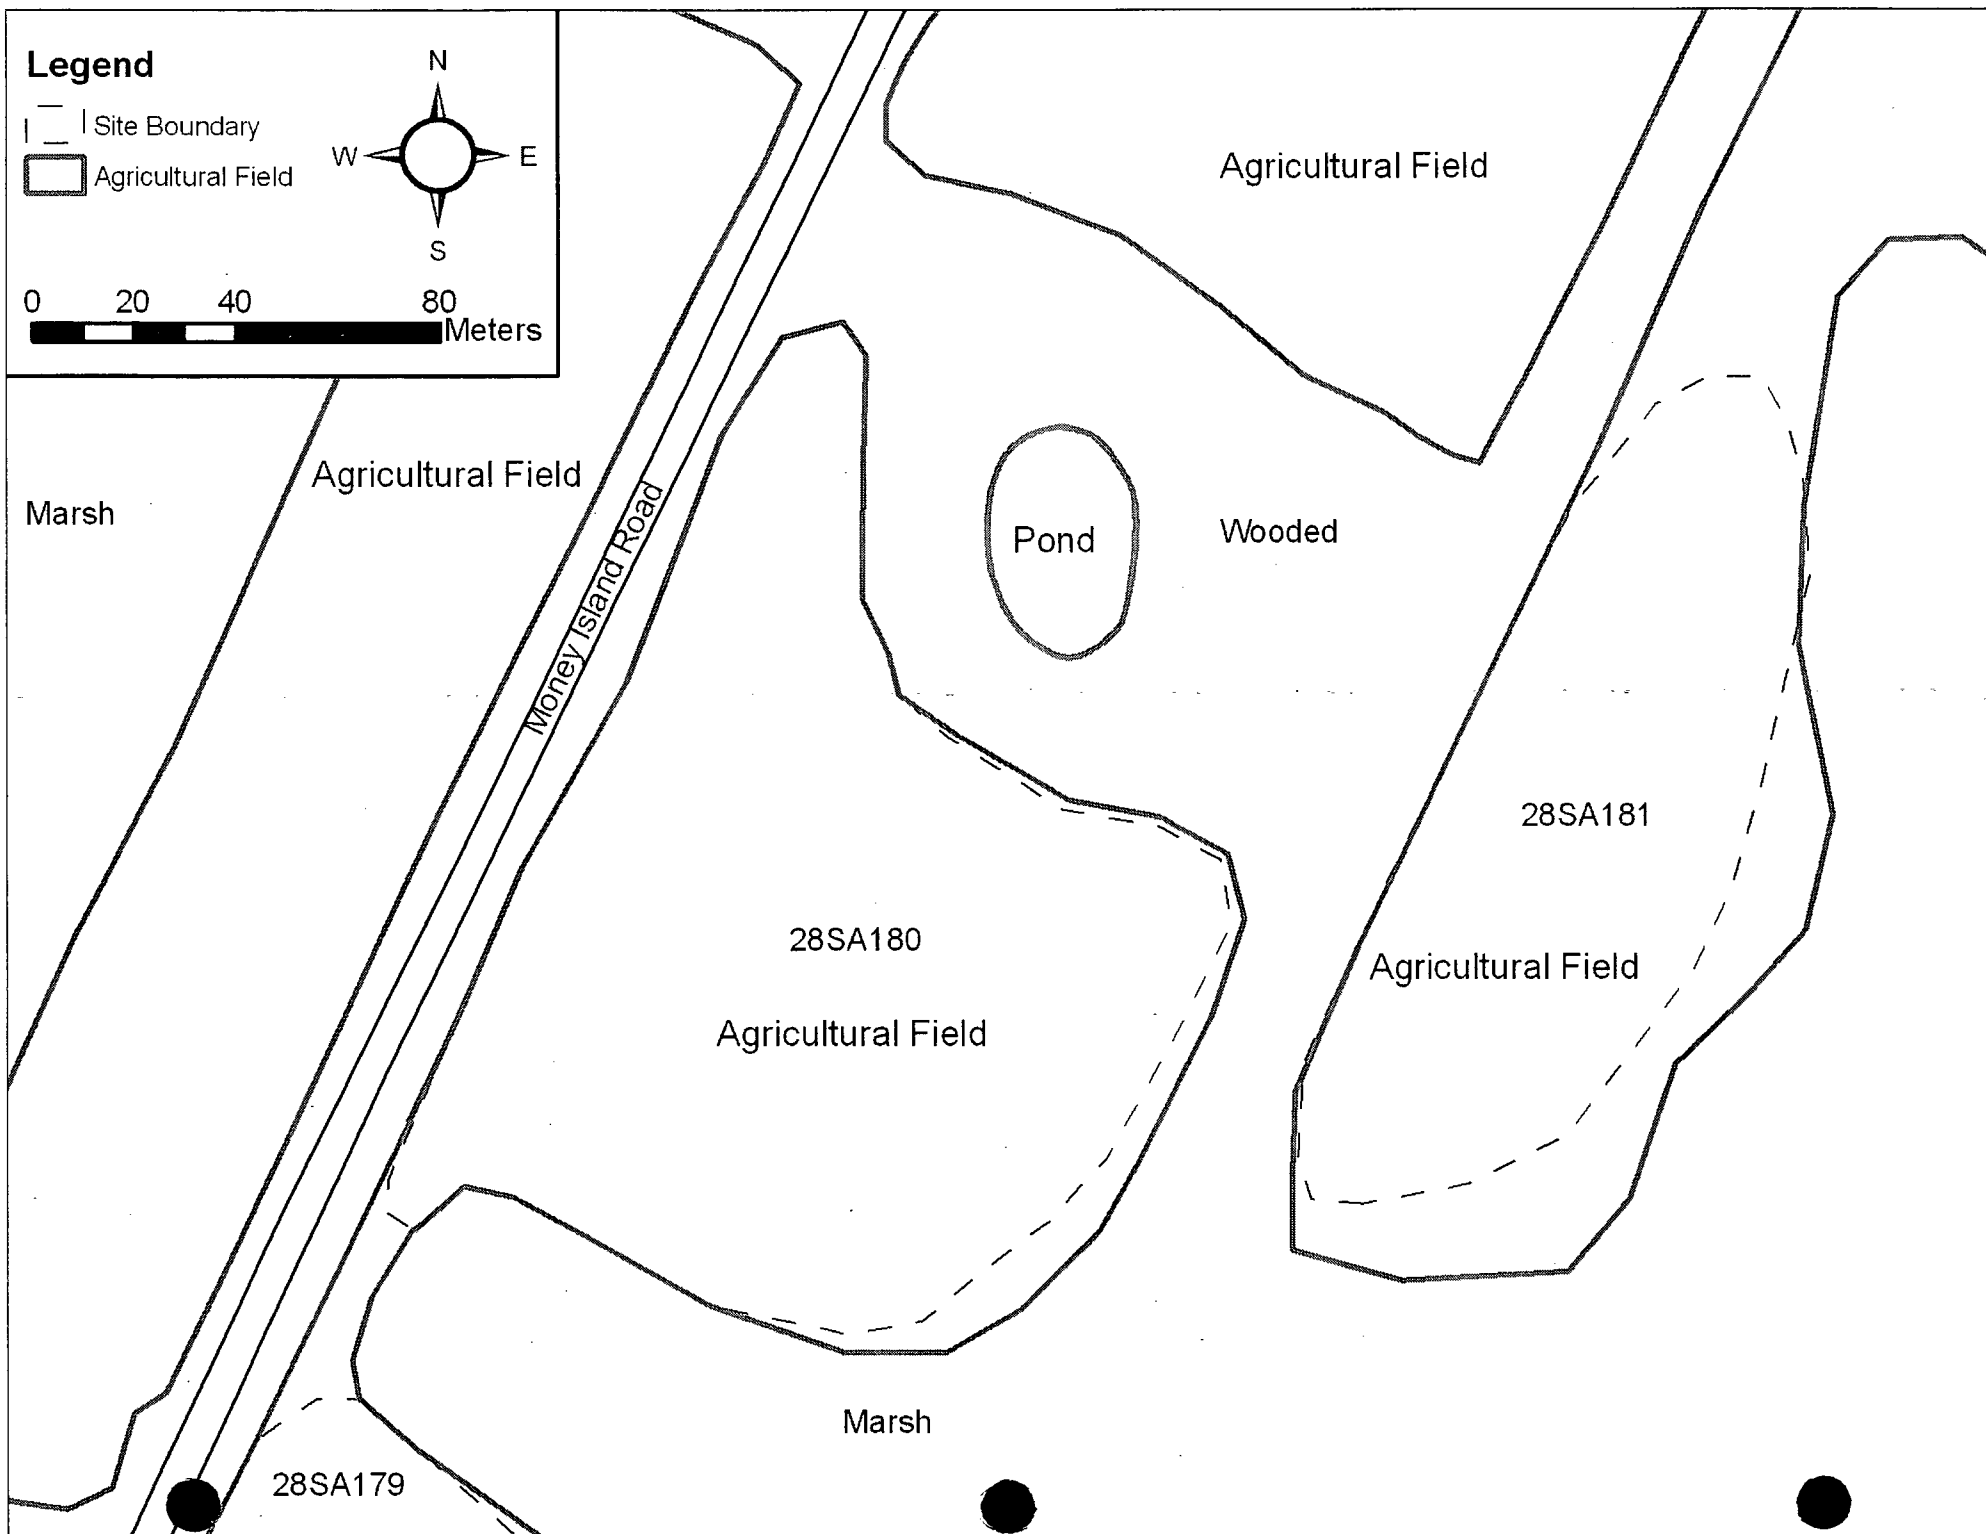 Legend
Site Boundary
Agricultural Field
N
W
E
S
0 20 40 80
Meters
Agricultural Field
Agricultural Field
Marsh
Money Island Road
Pond
Wooded
28SA181
28SA180
Agricultural Field
Agricultural Field
Marsh
28SA179